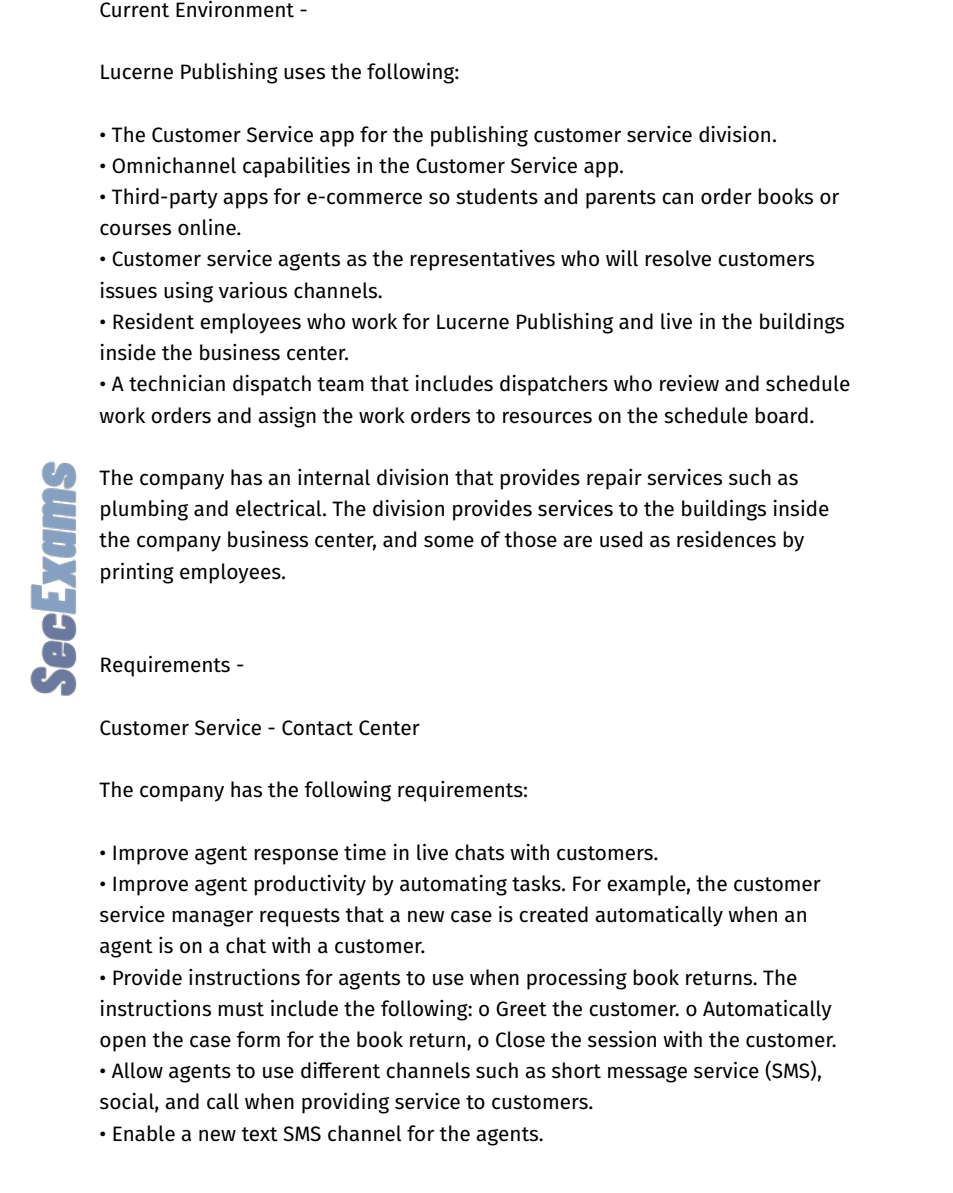 Current Environment -
Lucerne Publishing uses the following:
• The Customer Service app for the publishing customer service division.
• Omnichannel capabilities in the Customer Service app.
• Third-party apps for e-commerce so students and parents can order books or
courses online.
• Customer service agents as the representatives who will resolve customers
issues using various channels.
• Resident employees who work for Lucerne Publishing and live in the buildings
inside the business center.
• A technician dispatch team that includes dispatchers who review and schedule
work orders and assign the work orders to resources on the schedule board.
The company has an internal division that provides repair services such as
plumbing and electrical. The division provides services to the buildings inside
the company business center, and some of those are used as residences by
printing employees.
SecExams
Requirements -
Customer Service - Contact Center
The company has the following requirements:
• Improve agent response time in live chats with customers.
• Improve agent productivity by automating tasks. For example, the customer
service manager requests that a new case is created automatically when an
agent is on a chat with a customer.
• Provide instructions for agents to use when processing book returns. The
instructions must include the following: o Greet the customer. o Automatically
open the case form for the book return, o Close the session with the customer.
• Allow agents to use different channels such as short message service (SMS),
social, and call when providing service to customers.
• Enable a new text SMS channel for the agents.